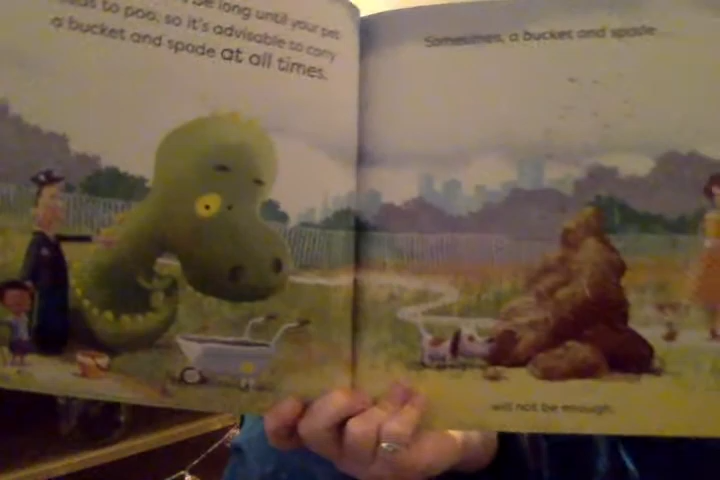 be long until your pet
to poo, so it's advisable to carry
a bucket and spade at all times.
Sometimes, a bucket and spade
will not be enough.